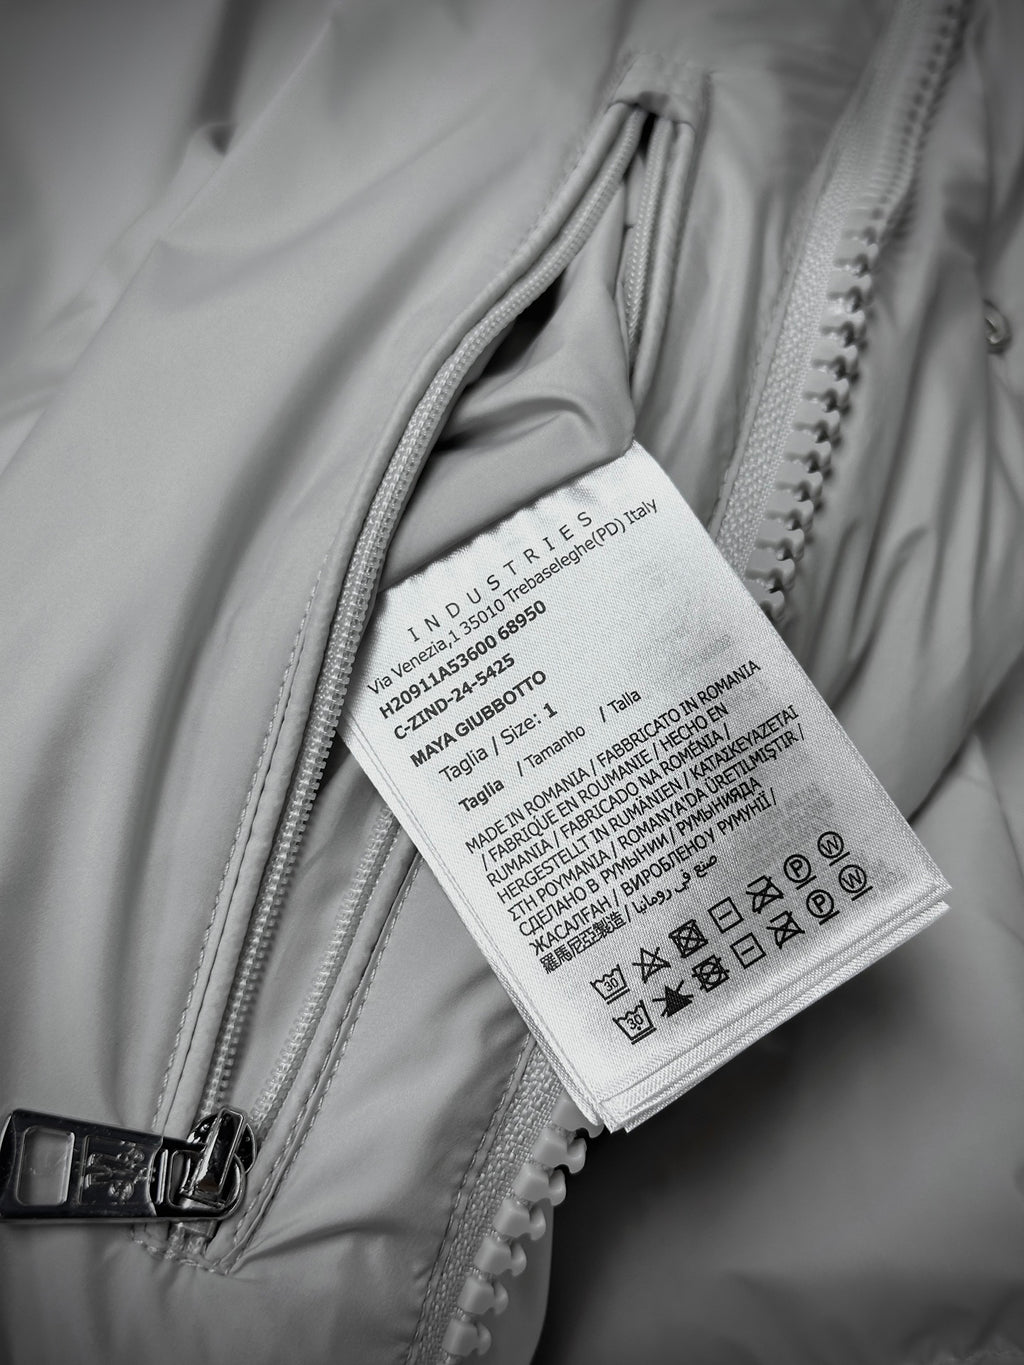 INDUSTRIES
Via Venezia,1 35010 Trebaseleghe(PD) Italy
H20911A53600 68950
C-ZIND-24-5425
MAYA GIUBBOTTO
Taglia / Size: 1
Taglia / Tamanho / Talla
MADE IN ROMANIA / FABBRICATO IN ROMANIA
/ FABRIQUE EN ROUMANIE / HECHO EN
RUMANIA / FABRICADO NA ROMÉNIA /
HERGESTELLT IN RUMÄNIEN / ΚΑΤΑΣΚΕΥΑΖΕΤΑΙ
ΣΤΗ ΡΟΥΜΑΝΙΑ / ROMANYA'DA ÜRETILMIŞTIR /
СДЕЛАНО В РУМЫНИИ / РУМЫНИЯДА
ЖАСАЛҒАН / ВИРОБЛЕНО У РУМУНІЇ /
羅馬尼亞製造 / صنع في رومانيا
30 P W
30 P W